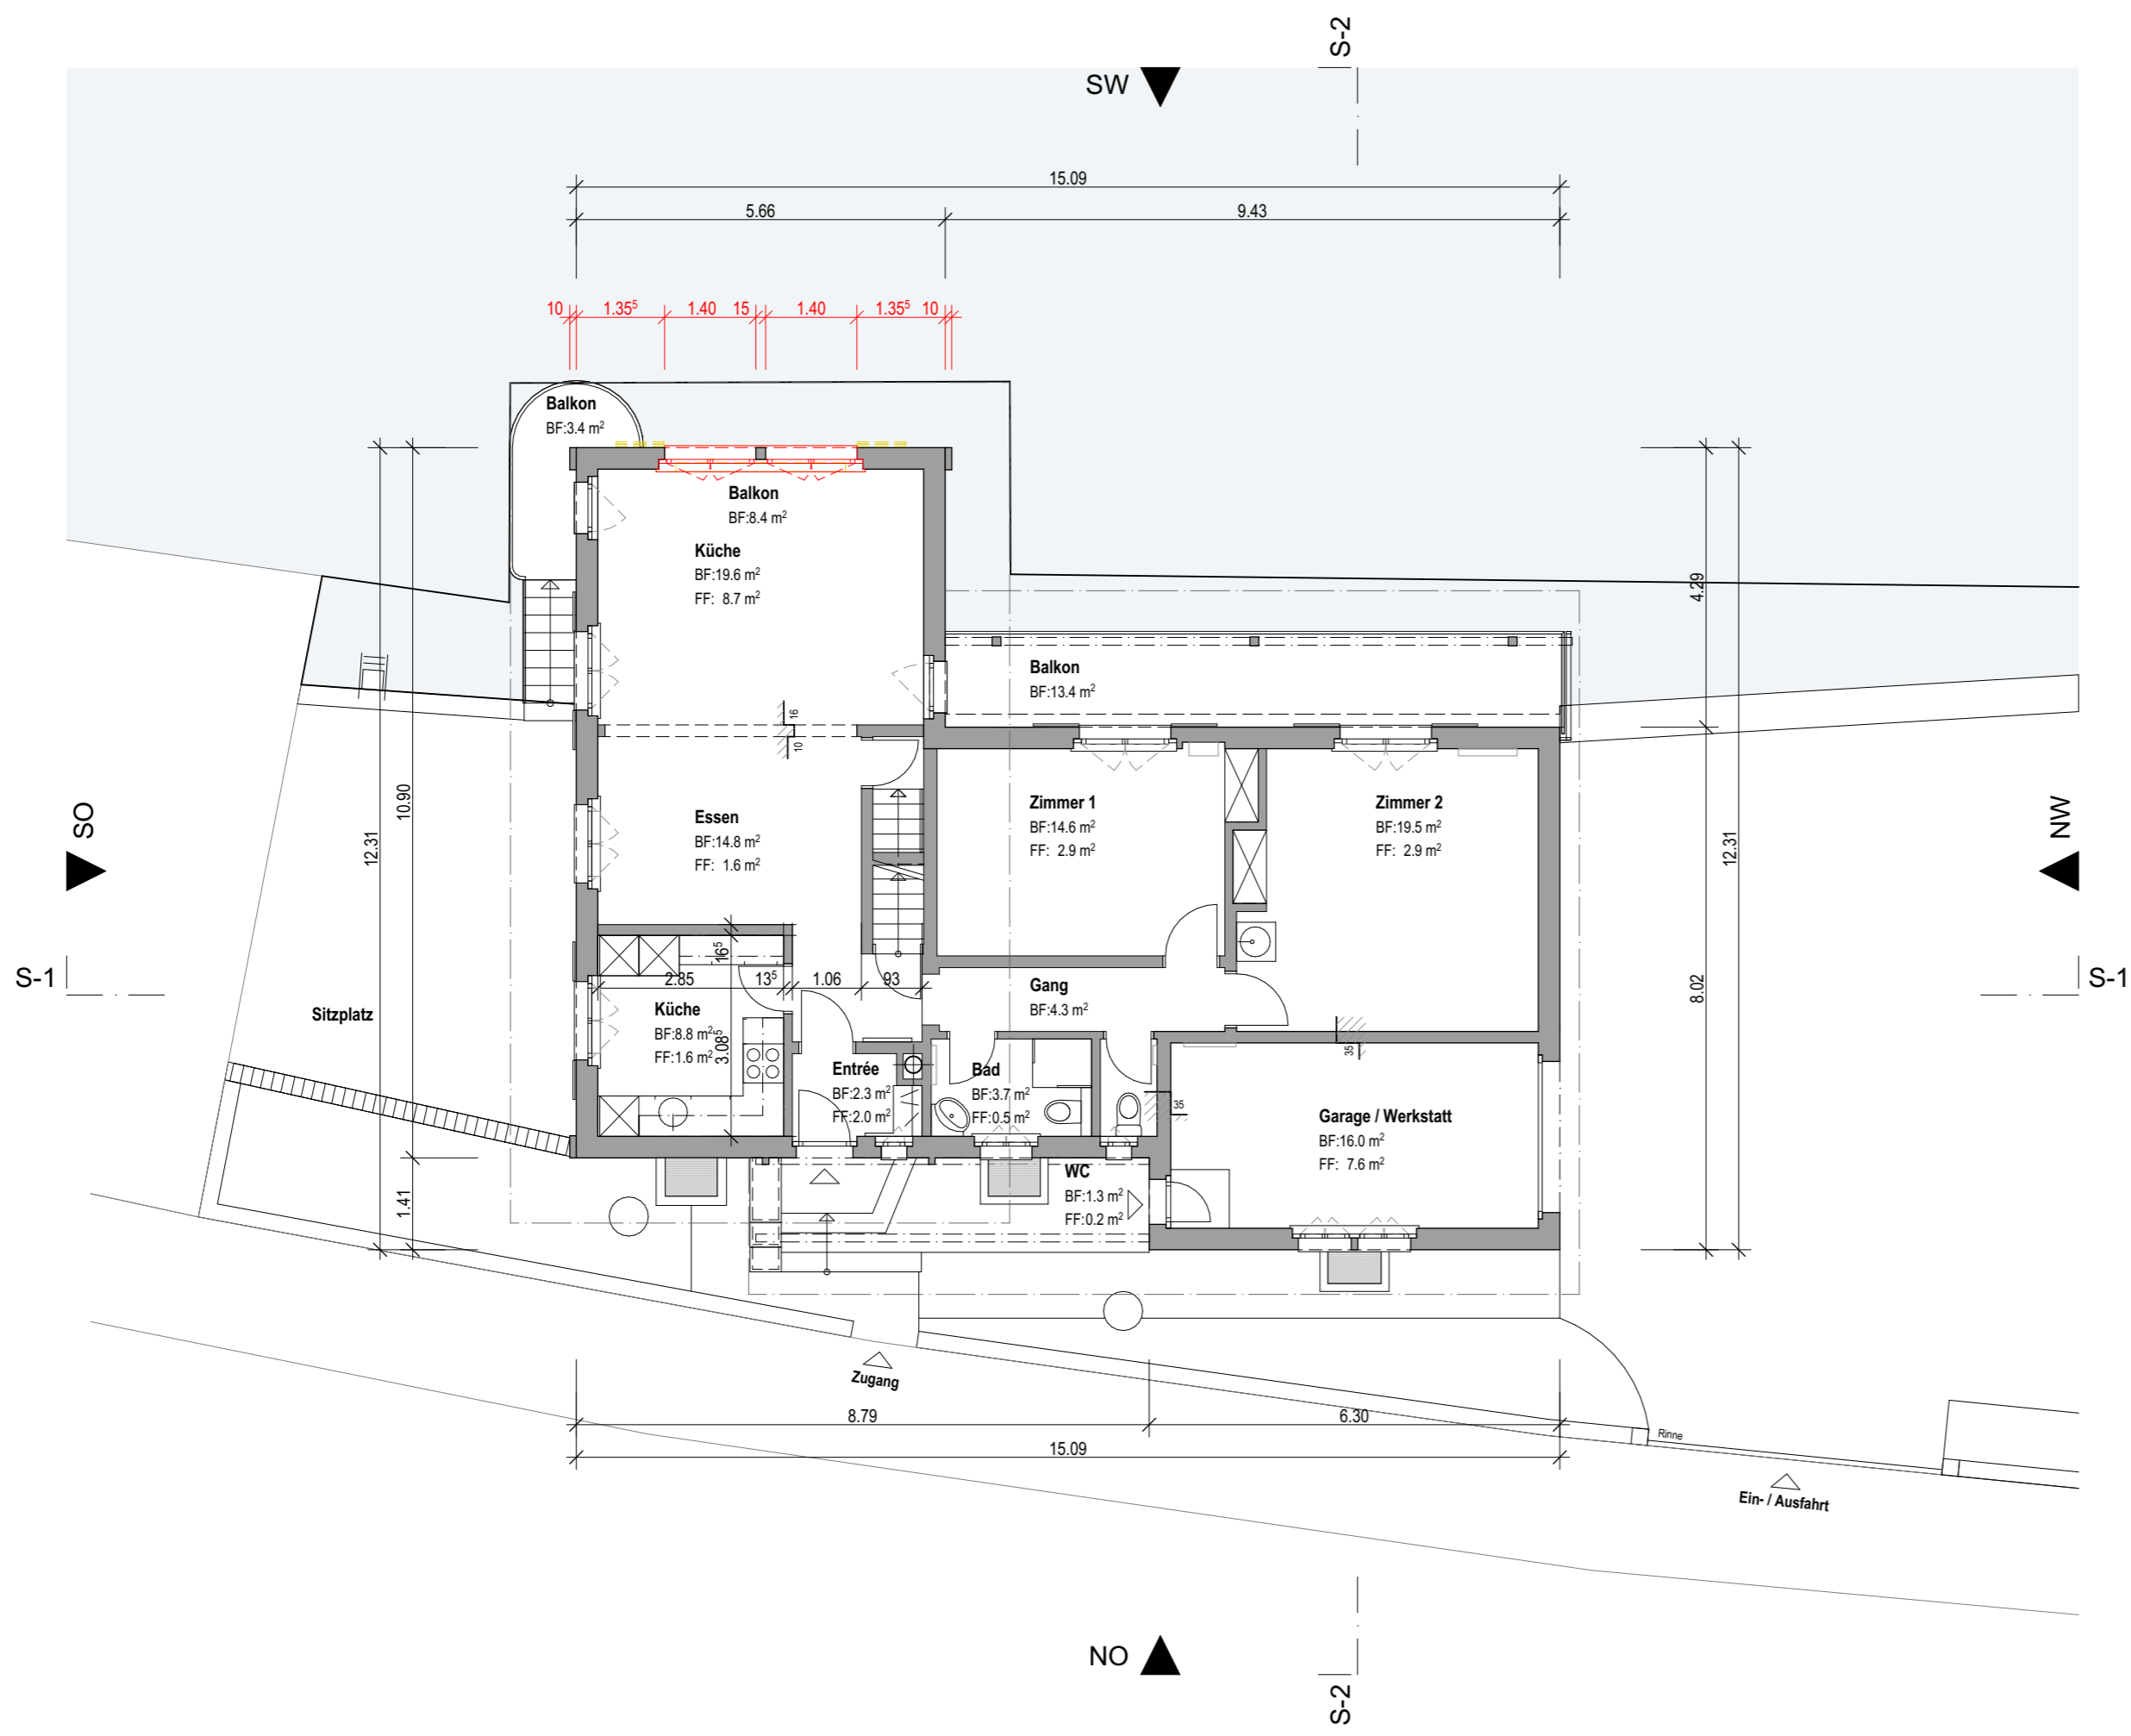 S-2
SW
15.09
5.66
9.43
10
1.35⁵
1.40
15
1.40
1.35⁵
10
Balkon
BF:3.4 m²
Balkon
BF:8.4 m²
Küche
BF:19.6 m²
FF: 8.7 m²
4.29
Balkon
BF:13.4 m²
16
10
SO
12.31
10.90
Essen
BF:14.8 m²
FF: 1.6 m²
Zimmer 1
BF:14.6 m²
FF: 2.9 m²
Zimmer 2
BF:19.5 m²
FF: 2.9 m²
12.31
NW
S-1
16⁵
2.85
13⁵
1.06
93
Gang
BF:4.3 m²
8.02
S-1
Sitzplatz
Küche
BF:8.8 m²
FF:1.6 m²
3.08⁵
35
Entrée
BF:2.3 m²
FF:2.0 m²
Bad
BF:3.7 m²
FF:0.5 m²
35
Garage / Werkstatt
BF:16.0 m²
FF: 7.6 m²
1.41
WC
BF:1.3 m²
FF:0.2 m²
Zugang
8.79
6.30
15.09
Rinne
Ein- / Ausfahrt
NO
S-2